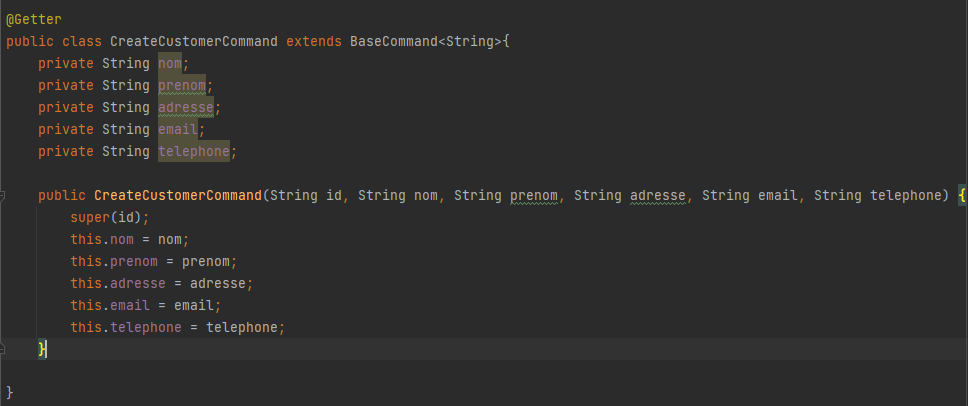 @Getter
public class CreateCustomerCommand extends BaseCommand<String>{
    private String nom;
    private String prenom;
    private String adresse;
    private String email;
    private String telephone;
    public CreateCustomerCommand(String id, String nom, String prenom, String adresse, String email, String telephone) {
        super(id);
        this.nom = nom;
        this.prenom = prenom;
        this.adresse = adresse;
        this.email = email;
        this.telephone = telephone;
    }
}